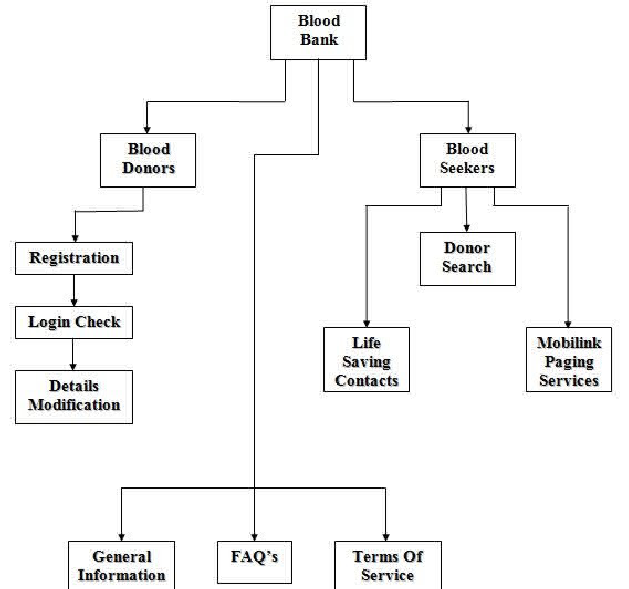 Blood
Bank
Blood
Donors
Blood
Seekers
Registration
Donor
Search
Login Check
Life
Saving
Contacts
Mobilink
Paging
Services
Details
Modification
General
Information
FAQ's
Terms Of
Service